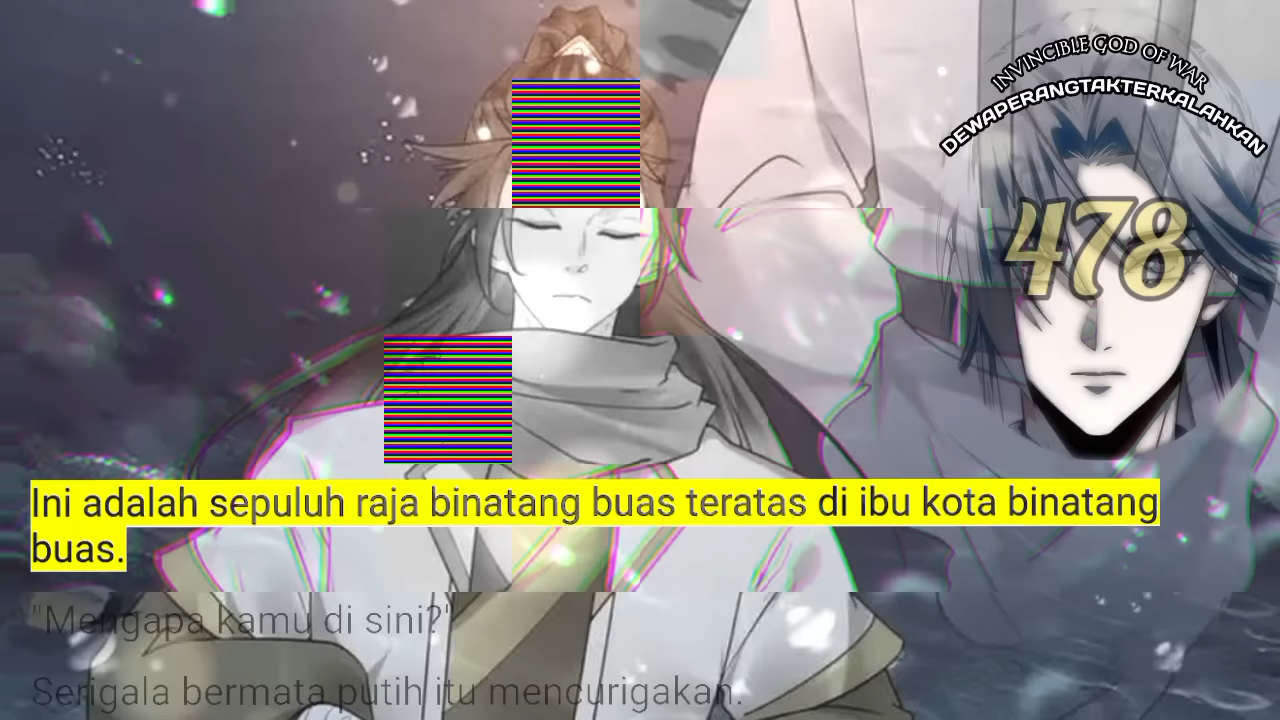 INVINCIBLE GOD OF WAR
DEWAPERANGTAKTERKALAHKAN
478
Ini adalah sepuluh raja binatang buas teratas di ibu kota binatang
buas.
"Mengapa kamu di sini?"
Serigala bermata putih itu mencurigakan.